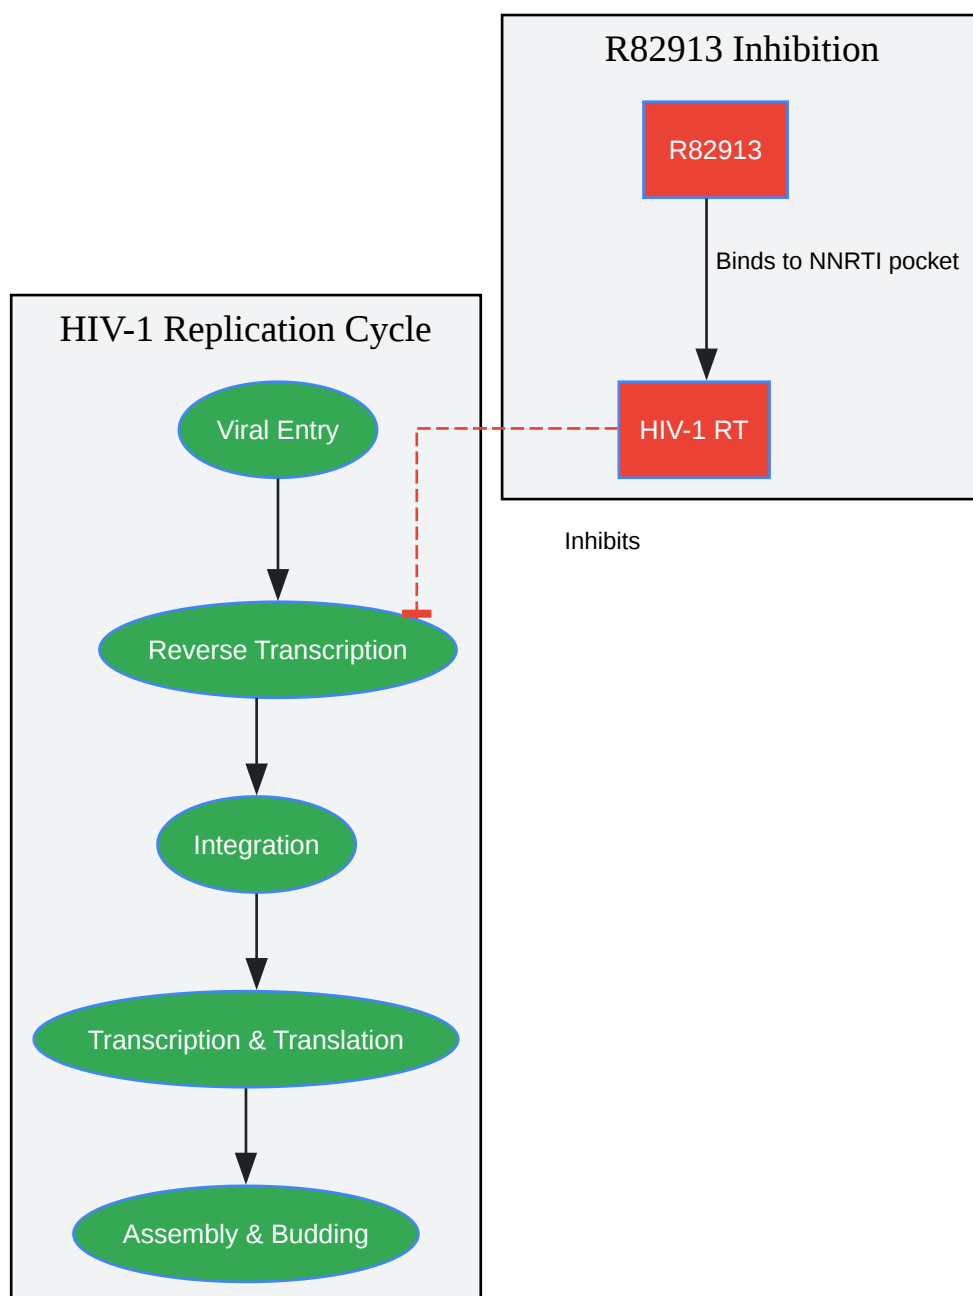 R82913 Inhibition
R82913
Binds to NNRTI pocket
HIV-1 RT
Inhibits
HIV-1 Replication Cycle
Viral Entry
Reverse Transcription
Integration
Transcription & Translation
Assembly & Budding